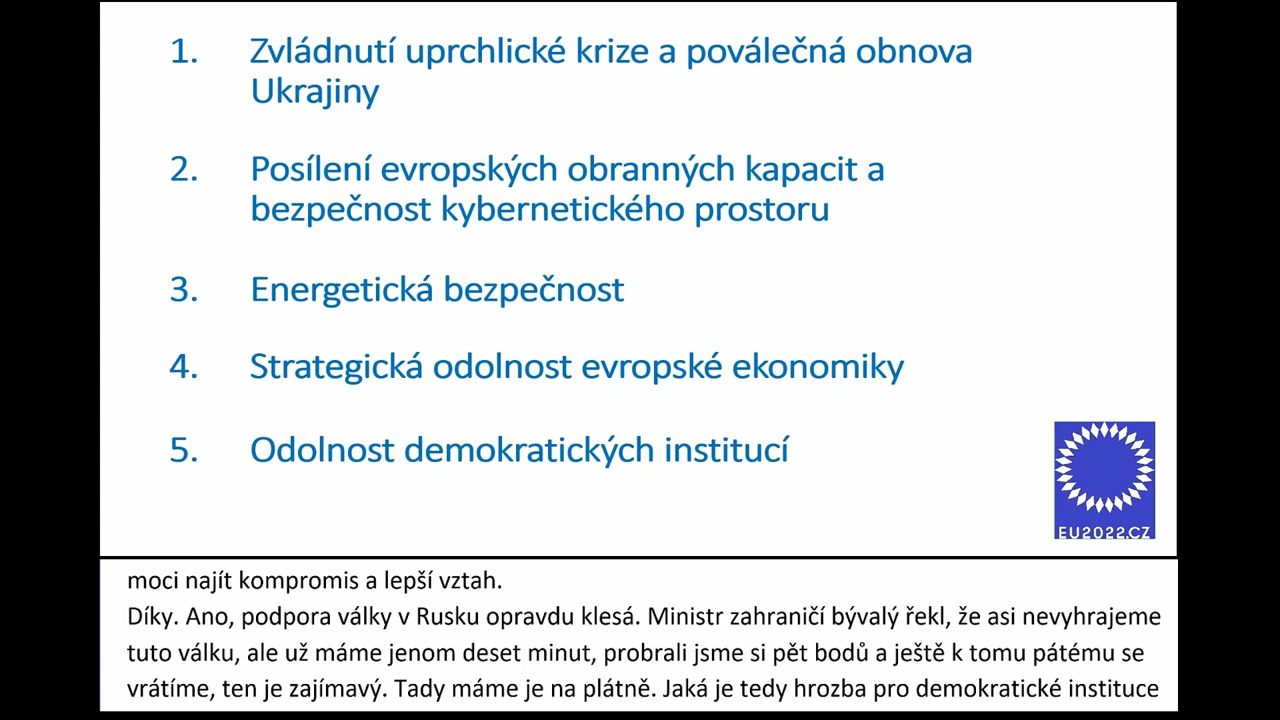 1. Zvládnutí uprchlické krize a poválečná obnova
Ukrajiny
2. Posílení evropských obranných kapacit a
bezpečnost kybernetického prostoru
3. Energetická bezpečnost
4. Strategická odolnost evropské ekonomiky
5. Odolnost demokratických institucí
EU2022.CZ
moci najít kompromis a lepší vztah.
Díky. Ano, podpora války v Rusku opravdu klesá. Ministr zahraničí bývalý řekl, že asi nevyhrajeme
tuto válku, ale už máme jenom deset minut, probrali jsme si pět bodů a ještě k tomu pátému se
vrátíme, ten je zajímavý. Tady máme je na plátně. Jaká je tedy hrozba pro demokratické instituce